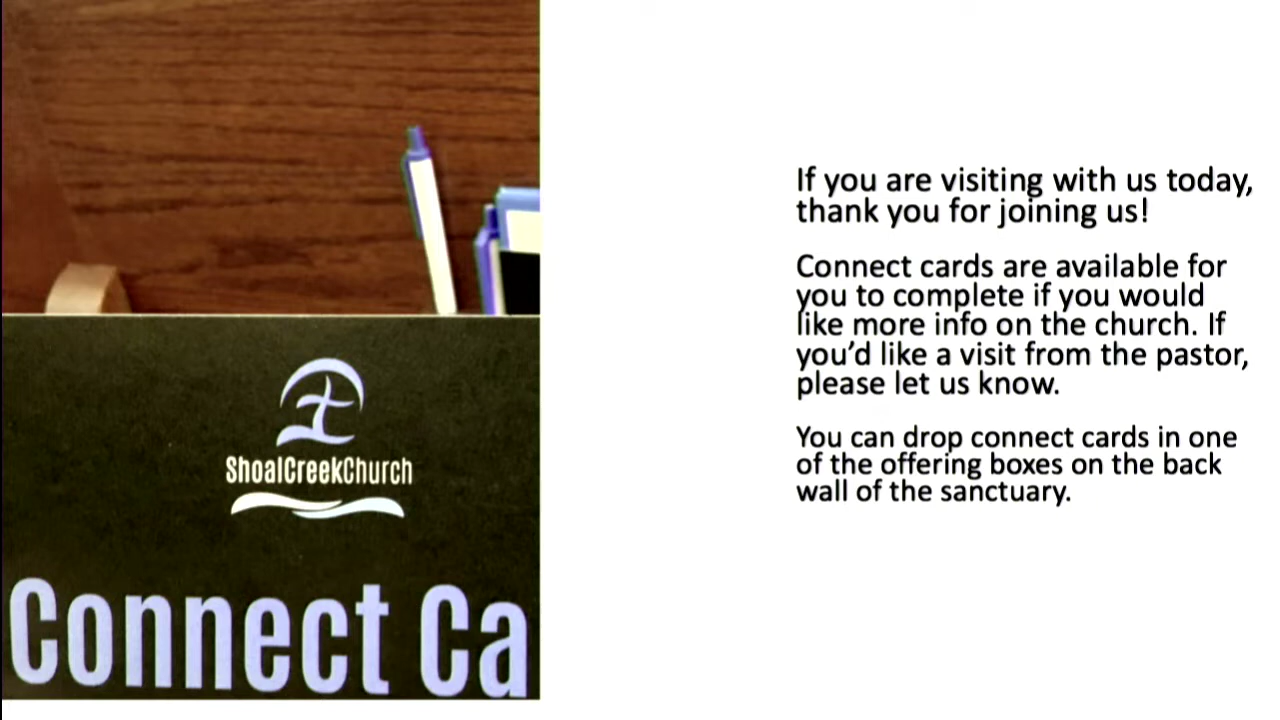 ShoalCreekChurch
Connect Ca
If you are visiting with us today,
thank you for joining us!
Connect cards are available for
you to complete if you would
like more info on the church. If
you’d like a visit from the pastor,
please let us know.
You can drop connect cards in one
of the offering boxes on the back
wall of the sanctuary.